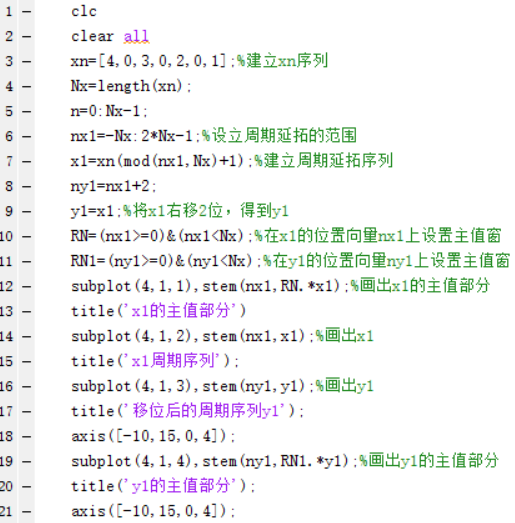 1 - clc
2 - clear all
3 - xn=[4,0,3,0,2,0,1];%建立xn序列
4 - Nx=length(xn);
5 - n=0:Nx-1;
6 - nx1=-Nx:2*Nx-1;%设立周期延拓的范围
7 - x1=xn(mod(nx1,Nx)+1);%建立周期延拓序列
8 - ny1=nx1+2;
9 - y1=x1;%将x1右移2位，得到y1
10 - RN=(nx1>=0)&(nx1<Nx);%在x1的位置向量nx1上设置主值窗
11 - RN1=(ny1>=0)&(ny1<Nx);%在y1的位置向量ny1上设置主值窗
12 - subplot(4,1,1),stem(nx1,RN.*x1);%画出x1的主值部分
13 - title('x1的主值部分')
14 - subplot(4,1,2),stem(nx1,x1);%画出x1
15 - title('x1周期序列');
16 - subplot(4,1,3),stem(ny1,y1);%画出y1
17 - title('移位后的周期序列y1');
18 - axis([-10,15,0,4]);
19 - subplot(4,1,4),stem(ny1,RN1.*y1);%画出y1的主值部分
20 - title('y1的主值部分');
21 - axis([-10,15,0,4]);